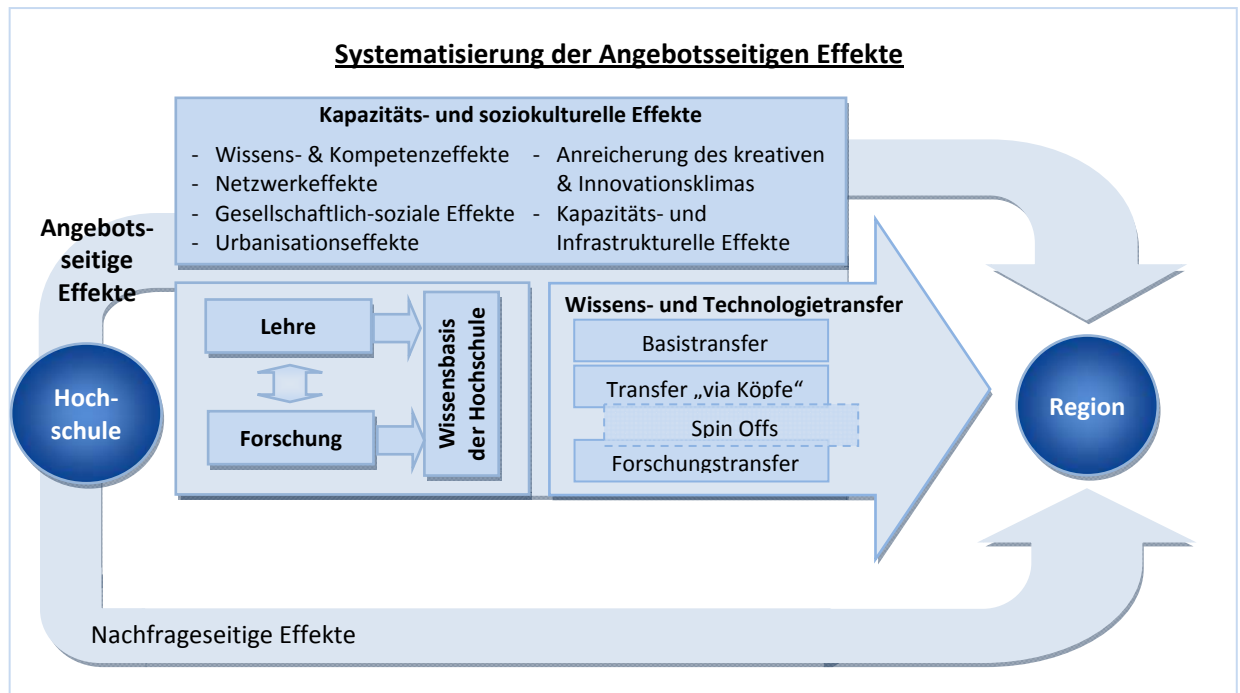 Systematisierung der Angebotsseitigen Effekte
Kapazitäts- und soziokulturelle Effekte
- Wissens- & Kompetenzeffekte
- Netzwerkeffekte
- Gesellschaftlich-soziale Effekte
- Urbanisationseffekte
- Anreicherung des kreativen
& Innovationsklimas
- Kapazitäts- und
Infrastrukturelle Effekte
Angebots-
seitige
Effekte
Hoch-
schule
Lehre
Forschung
Wissensbasis
der Hochschule
Wissens- und Technologietransfer
Basistransfer
Transfer „via Köpfe“
Spin Offs
Forschungstransfer
Region
Nachfrageseitige Effekte